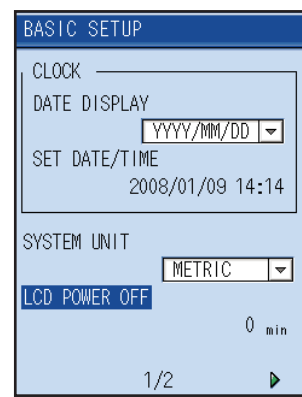 BASIC SETUP
CLOCK
DATE DISPLAY
YYYY/MM/DD
SET DATE/TIME
2008/01/09 14:14
SYSTEM UNIT
METRIC
LCD POWER OFF
0 min
1/2